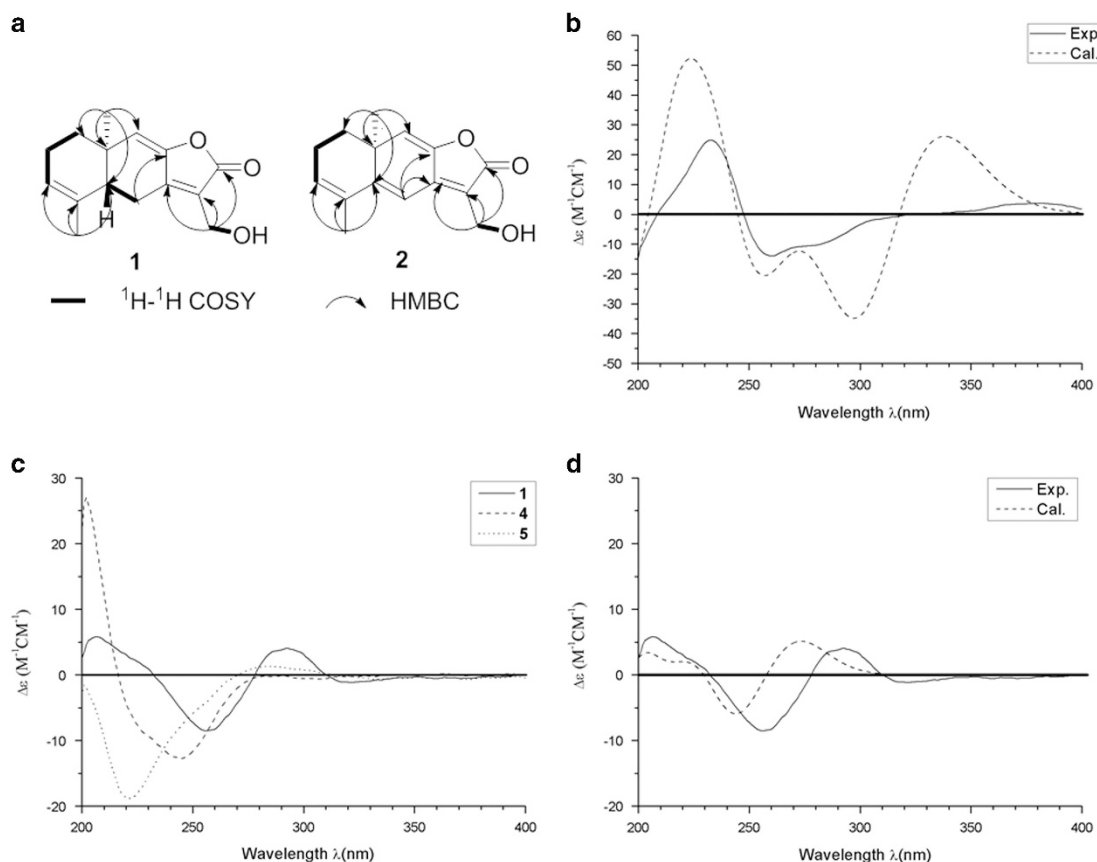 a
O
O
H
OH
1
O
O
OH
2
¹H-¹H COSY
HMBC
b
60
50
40
30
20
10
0
-10
-20
-30
-40
-50
200
250
300
350
400
Δε (M⁻¹CM⁻¹)
Wavelength λ(nm)
Exp.
Cal.
c
30
20
10
0
-10
-20
200
250
300
350
400
Δε (M⁻¹CM⁻¹)
Wavelength λ(nm)
1
4
5
d
30
20
10
0
-10
-20
200
250
300
350
400
Δε (M⁻¹CM⁻¹)
Wavelength λ(nm)
Exp.
Cal.